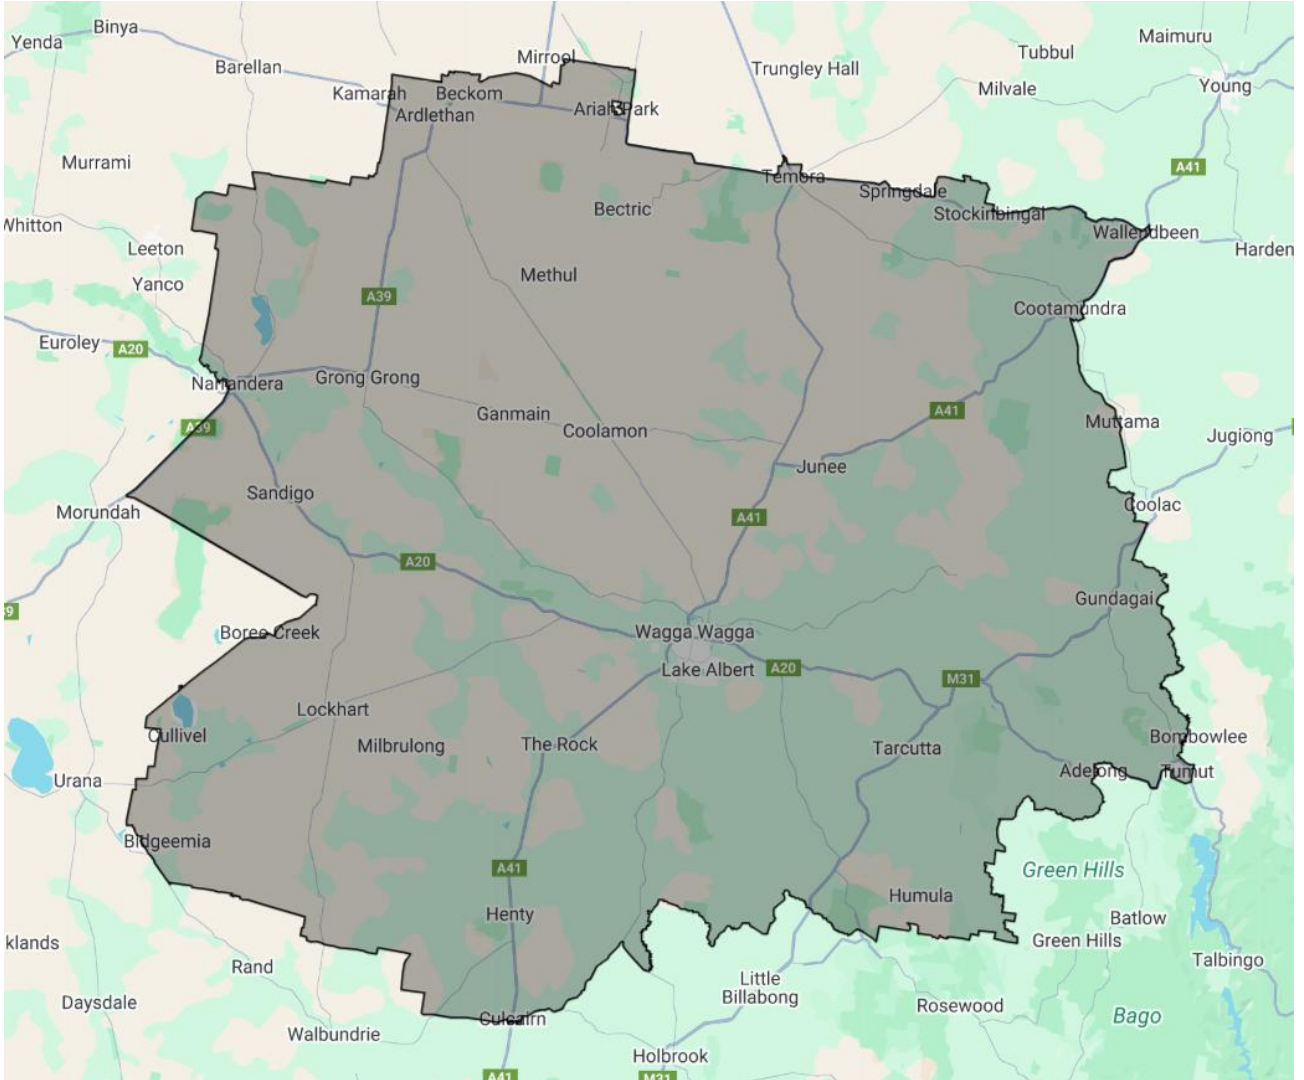 Binya
Maimuru
Yenda
Tubbul
Mirrool
Trungley Hall
Barellan
Young
Milvale
Kamarah
Beckom
Ariah Park
Ardlethan
B
Murrami
A41
Temora
Springdale
Bectric
Stockinbingal
Whitton
Wallendbeen
Leeton
Harden
Methul
Yanco
A39
Cootamundra
Euroley
A20
Grong Grong
Narrandera
A41
Ganmain
Muttama
A39
Coolamon
Jugiong
Junee
Sandigo
Coolac
Morundah
A41
A20
Gundagai
39
Boree Creek
Wagga Wagga
Lake Albert
A20
M31
Lockhart
Cullivel
Milbrulong
The Rock
Tarcutta
Bombowlee
Adelong
Tumut
Urana
Bidgeemia
A41
Green Hills
Humula
Henty
Batlow
klands
Green Hills
Rand
Talbingo
Little
Billabong
Daysdale
Rosewood
Culcairn
Bago
Walbundrie
Holbrook
A41
M31